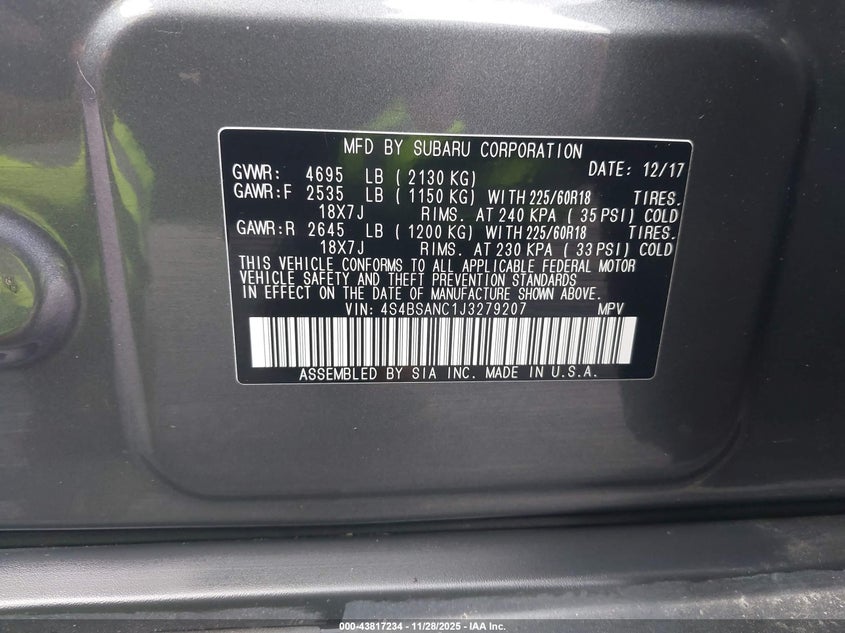 MFD BY SUBARU CORPORATION
GVWR: 4695 LB ( 2130 KG) DATE: 12/17
GAWR:F 2535 LB ( 1150 KG) WITH 225/60R18 TIRES.
18X7J RIMS. AT 240 KPA ( 35 PSI) COLD
GAWR:R 2645 LB ( 1200 KG) WITH 225/60R18 TIRES.
18X7J RIMS. AT 230 KPA ( 33 PSI) COLD
THIS VEHICLE CONFORMS TO ALL APPLICABLE FEDERAL MOTOR
VEHICLE SAFETY AND THEFT PREVENTION STANDARDS
IN EFFECT ON THE DATE OF MANUFACTURE SHOWN ABOVE.
VIN: 4S4BSANC1J3279207 MPV
ASSEMBLED BY SIA INC. MADE IN U.S.A.
000-43817234 - 11/28/2025 - IAA Inc.